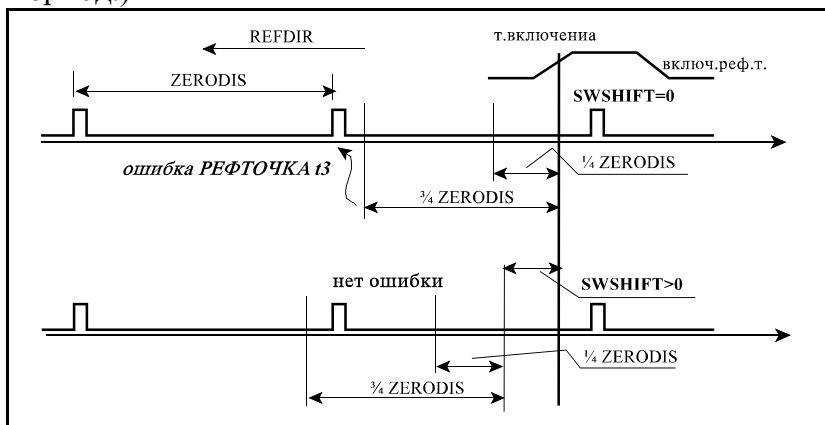 REFDIR
т.включениа
ZERODIS
включ.реф.т.
SWSHIFT=0
ошибка РЕФТОЧКА t3
¼ ZERODIS
¾ ZERODIS
нет ошибки
SWSHIFT>0
¼ ZERODIS
¾ ZERODIS